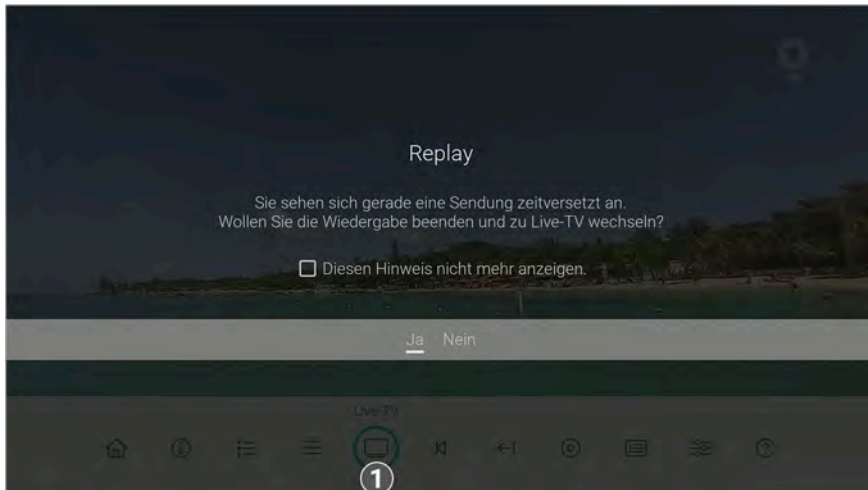 Replay
Sie sehen sich gerade eine Sendung zeitversetzt an.
Wollen Sie die Wiedergabe beenden und zu Live-TV wechseln?
Diesen Hinweis nicht mehr anzeigen.
Ja Nein
Live-TV
1